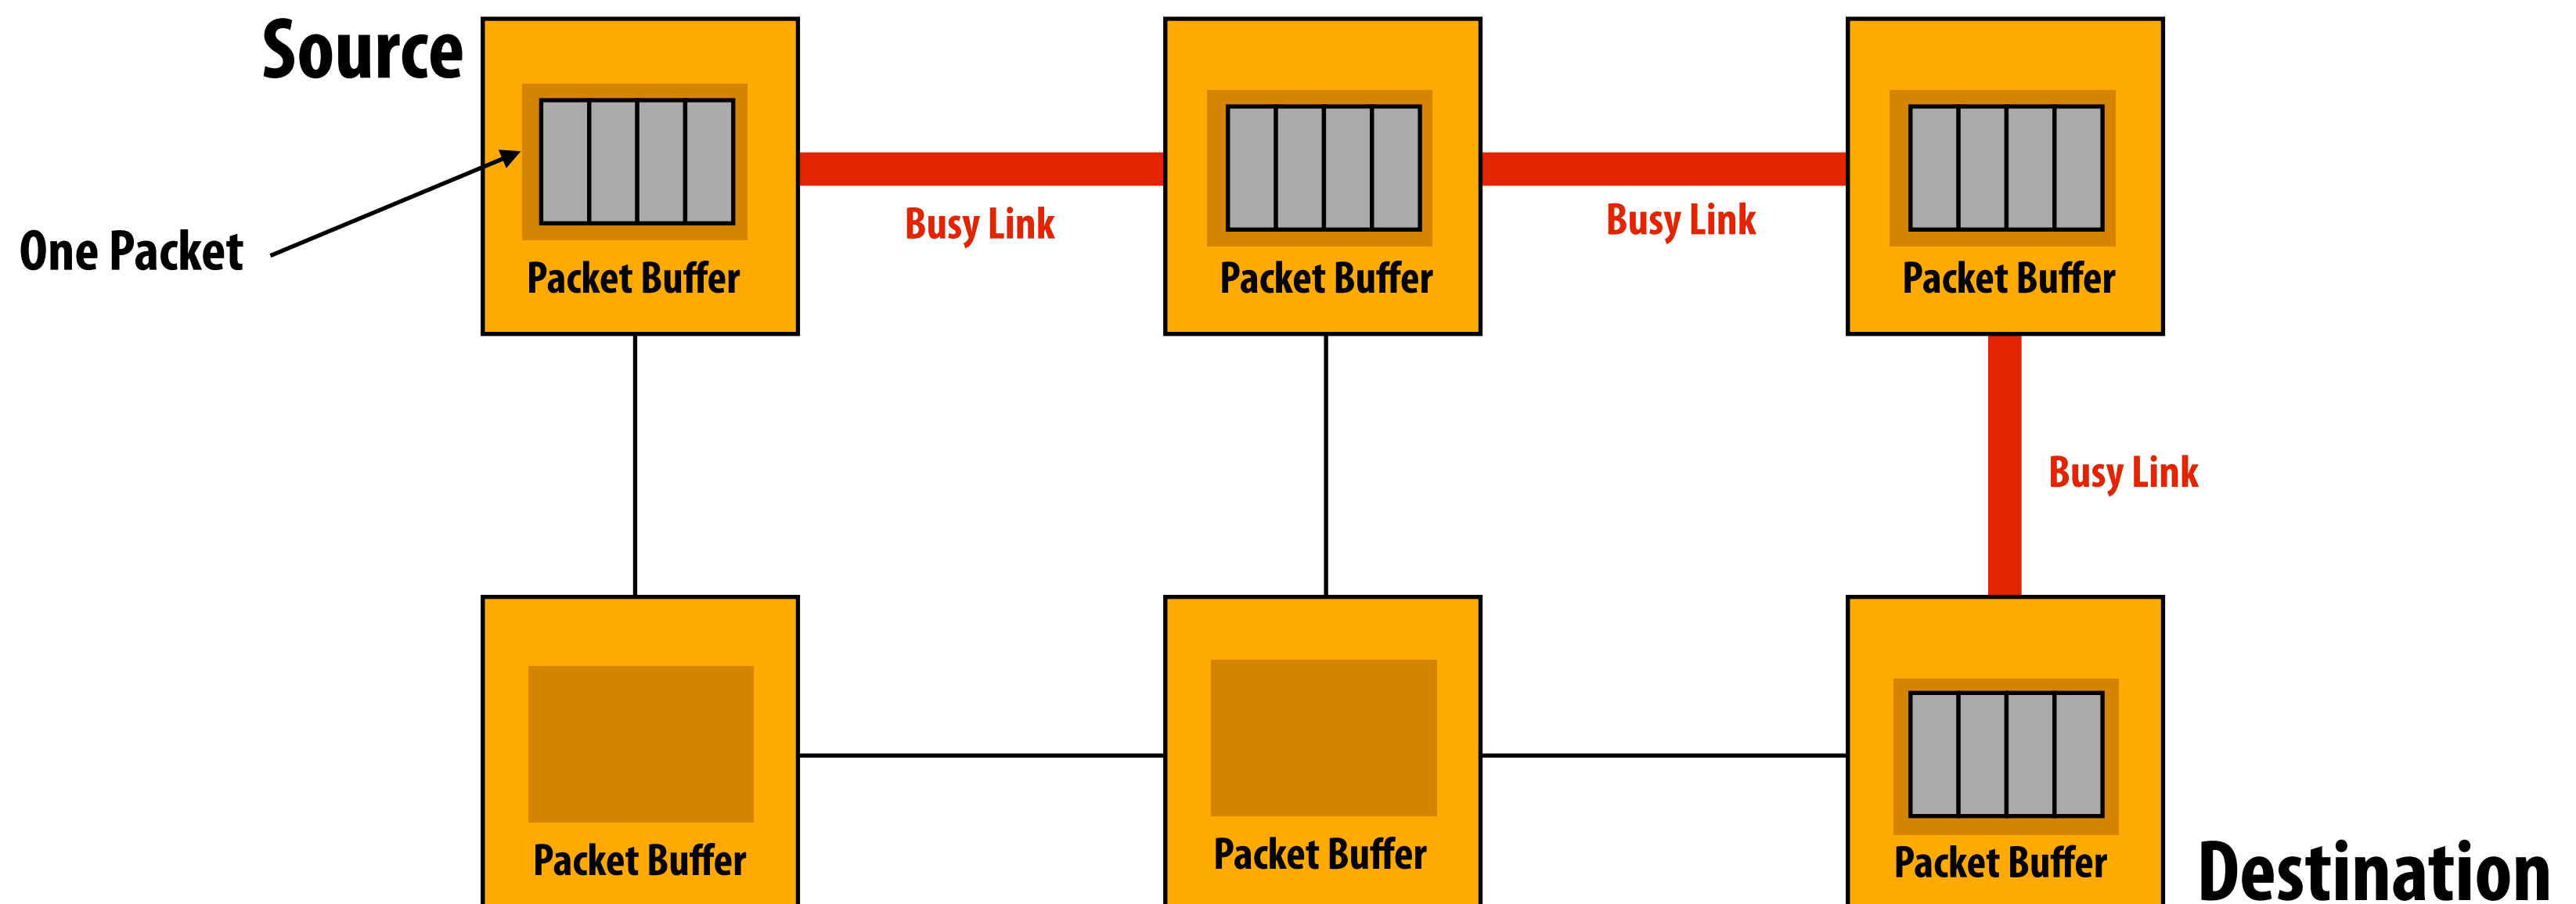 Source
One Packet
Packet Buffer
Busy Link
Packet Buffer
Busy Link
Packet Buffer
Busy Link
Packet Buffer
Packet Buffer
Packet Buffer
Destination